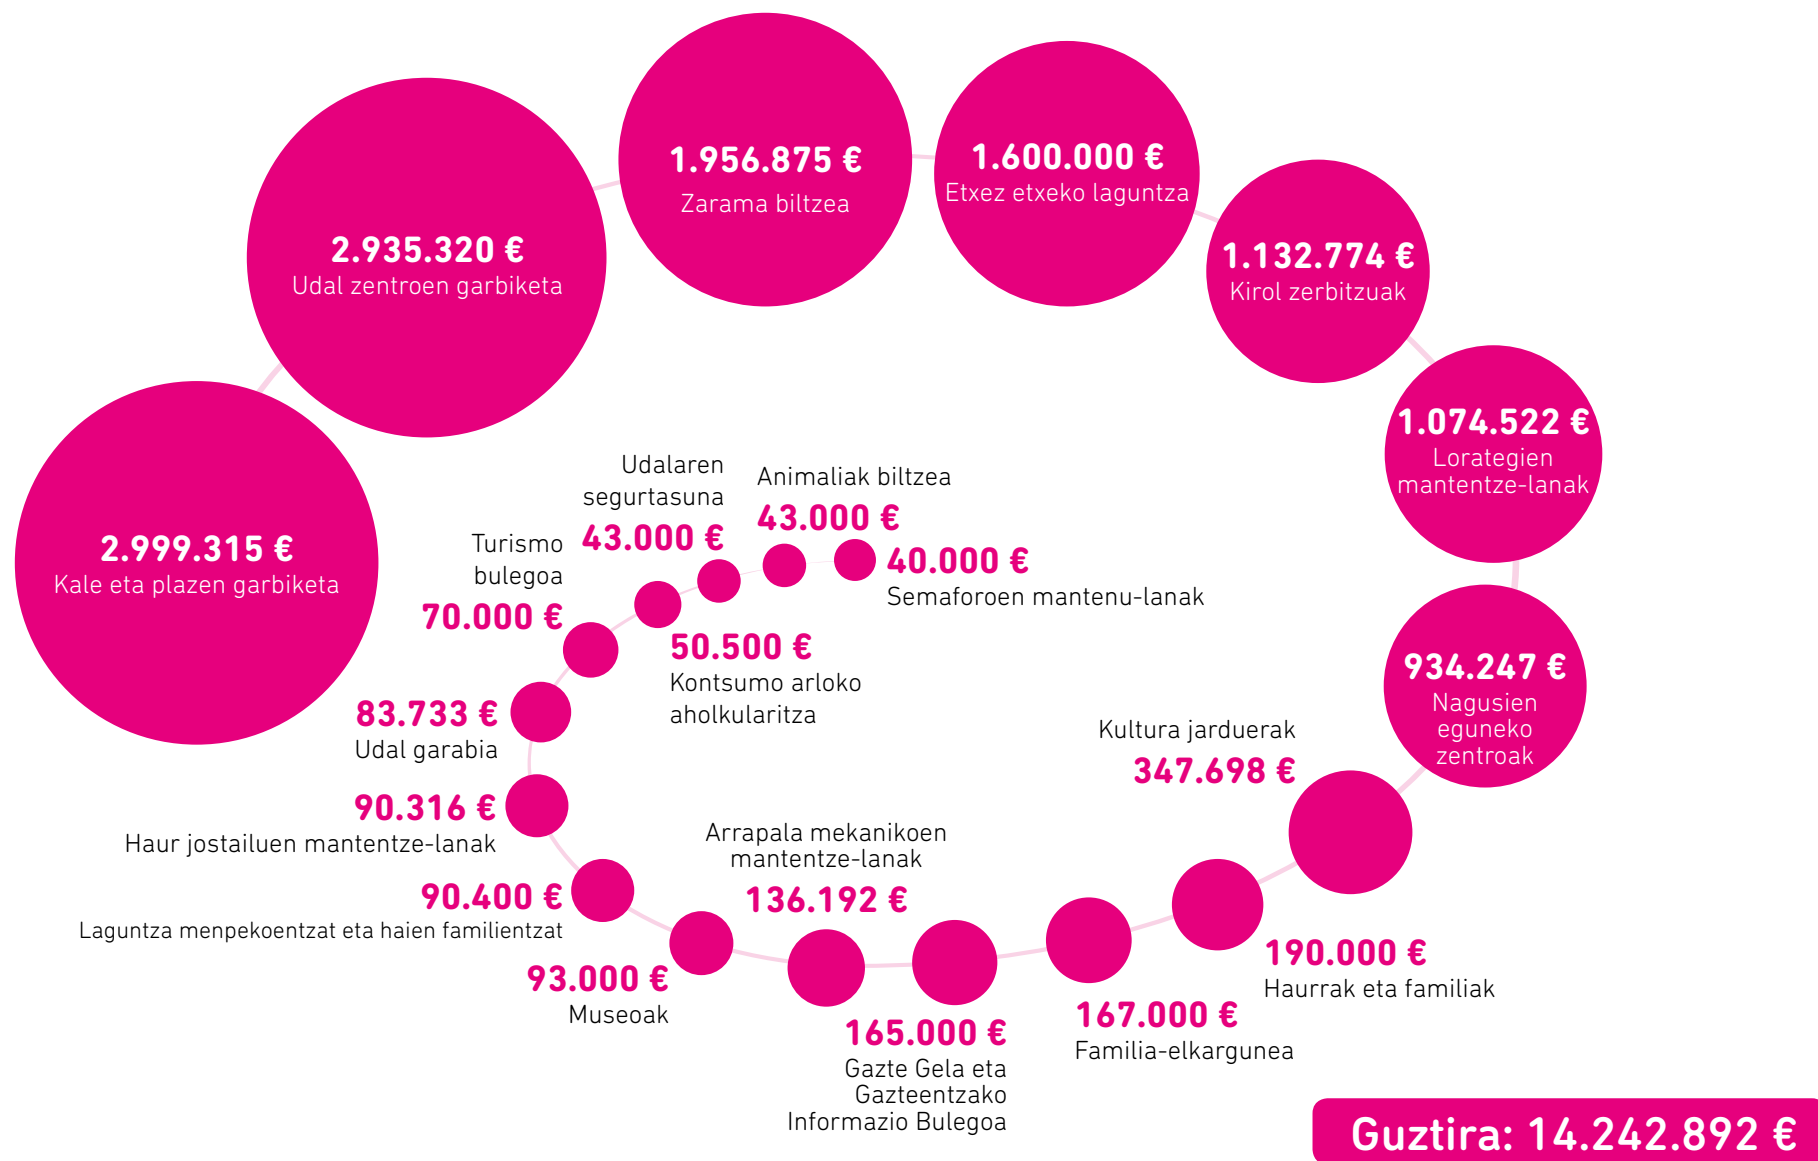 2.999.315 €
Kale eta plazen garbiketa
2.935.320 €
Udal zentroen garbiketa
1.956.875 €
Zarama biltzea
1.600.000 €
Etxez etxeko laguntza
1.132.774 €
Kirol zerbitzuak
1.074.522 €
Lorategien
mantentze-lanak
934.247 €
Nagusien
eguneko
zentroak
Kultura jarduerak
347.698 €
190.000 €
Haurrak eta familiak
167.000 €
Familia-elkargunea
165.000 €
Gazte Gela eta
Gazteentzako
Informazio Bulegoa
Arrapala mekanikoen
mantentze-lanak
136.192 €
93.000 €
Museoak
90.400 €
Laguntza menpekoentzat eta haien familientzat
90.316 €
Haur jostailuen mantentze-lanak
83.733 €
Udal garabia
Turismo
bulegoa
70.000 €
50.500 €
Kontsumo arloko
aholkularitza
Udalaren
segurtasuna
43.000 €
Animaliak biltzea
43.000 €
40.000 €
Semaforoen mantenu-lanak
Guztira: 14.242.892 €